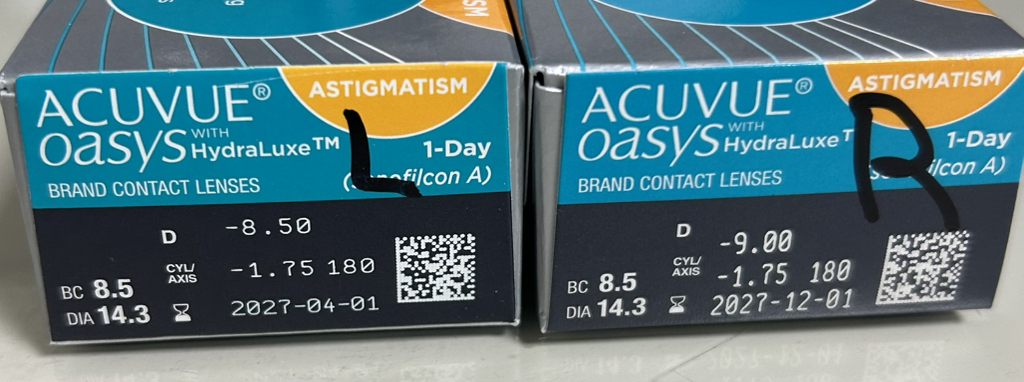 ASTIGMATISM
ACUVUE®
oasys WITH HydraLuxe™
L
1-Day
BRAND CONTACT LENSES
A)
D -8.50
CYL/AXIS -1.75 180
BC 8.5
DIA 14.3
2027-04-01
ASTIGMATISM
ACUVUE®
oasys WITH HydraLuxe
R
1-Day
BRAND CONTACT LENSES
A)
D -9.00
CYL/AXIS -1.75 180
BC 8.5
DIA 14.3
2027-12-01